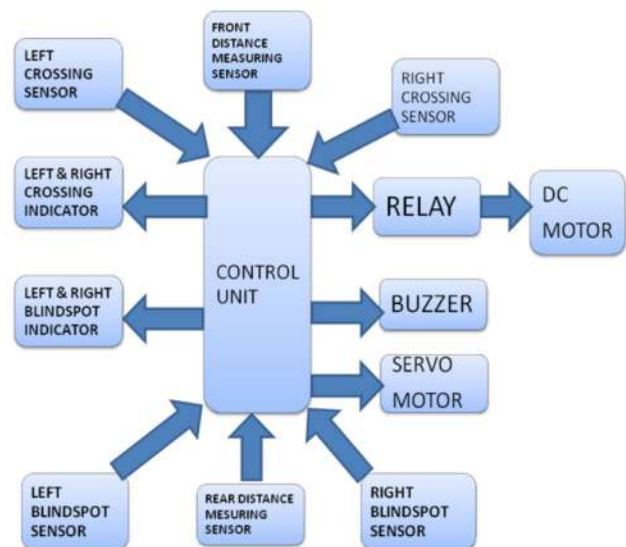 FRONT
DISTANCE
MEASURING
SENSOR
LEFT
CROSSING
SENSOR
RIGHT
CROSSING
SENSOR
LEFT & RIGHT
CROSSING
INDICATOR
RELAY
DC
MOTOR
CONTROL
UNIT
LEFT & RIGHT
BLINDSPOT
INDICATOR
BUZZER
SERVO
MOTOR
LEFT
BLINDSPOT
SENSOR
REAR DISTANCE
MESURING
SENSOR
RIGHT
BLINDSPOT
SENSOR